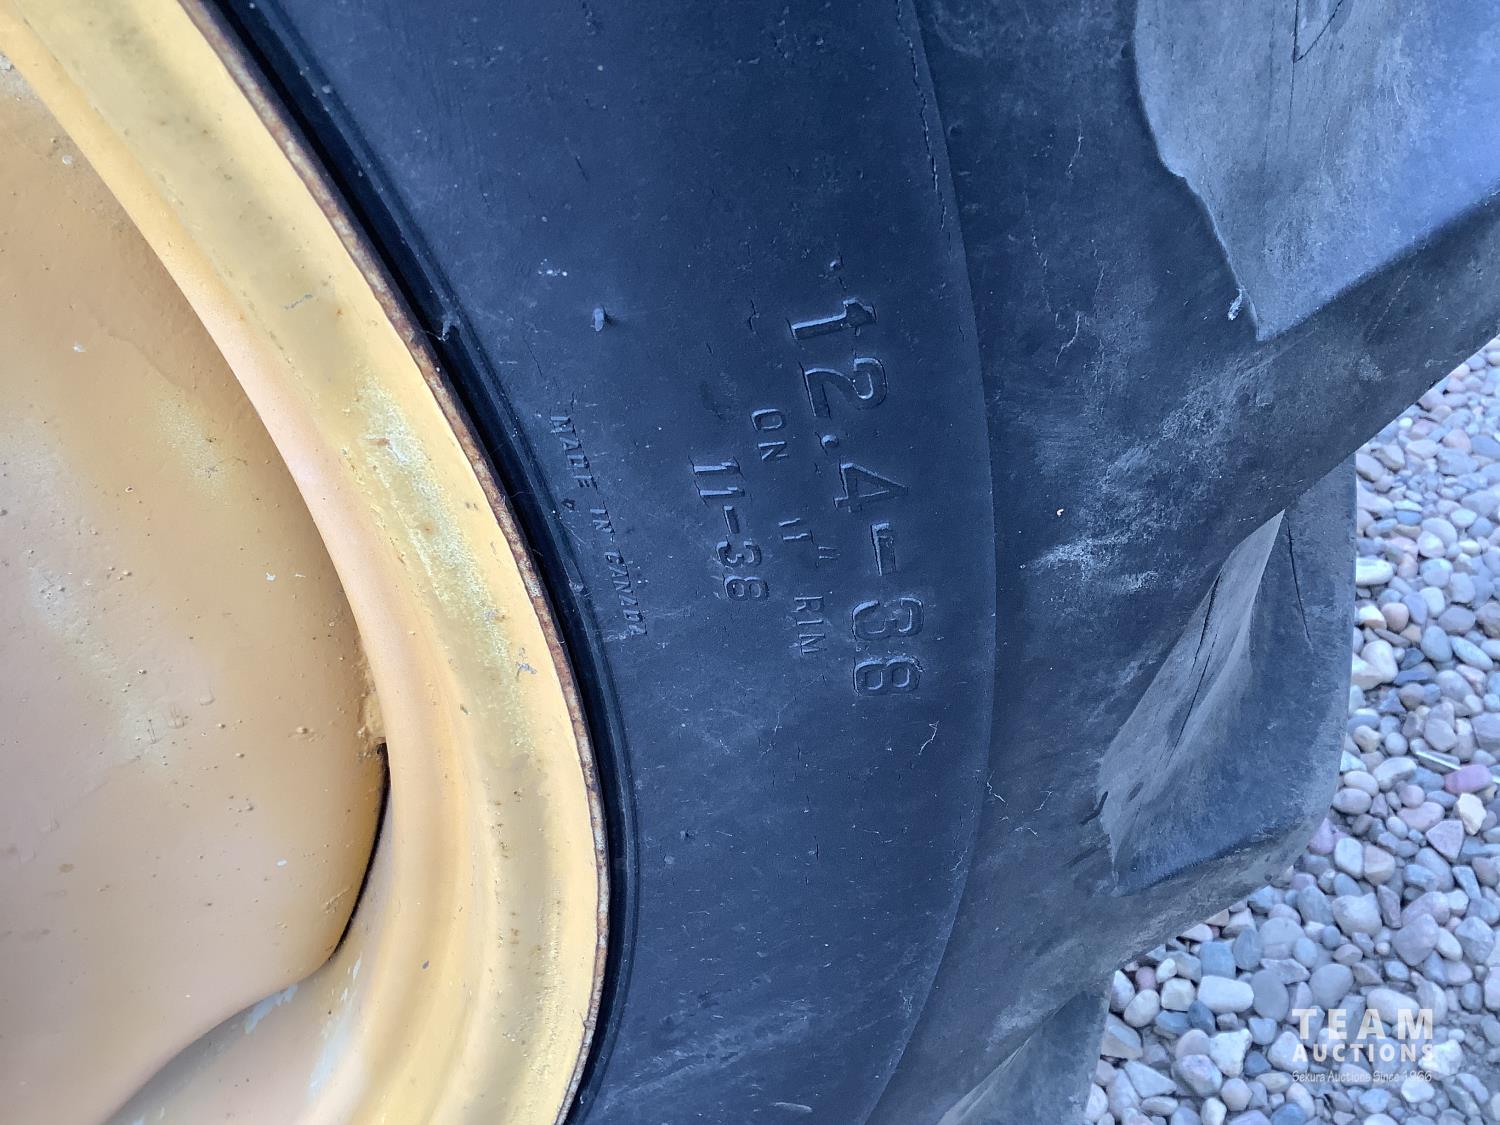 12.4-38
ON 11" RIM
11-38
MADE IN CANADA
TEAM
AUCTIONS
Sekura Auctions Since 1966